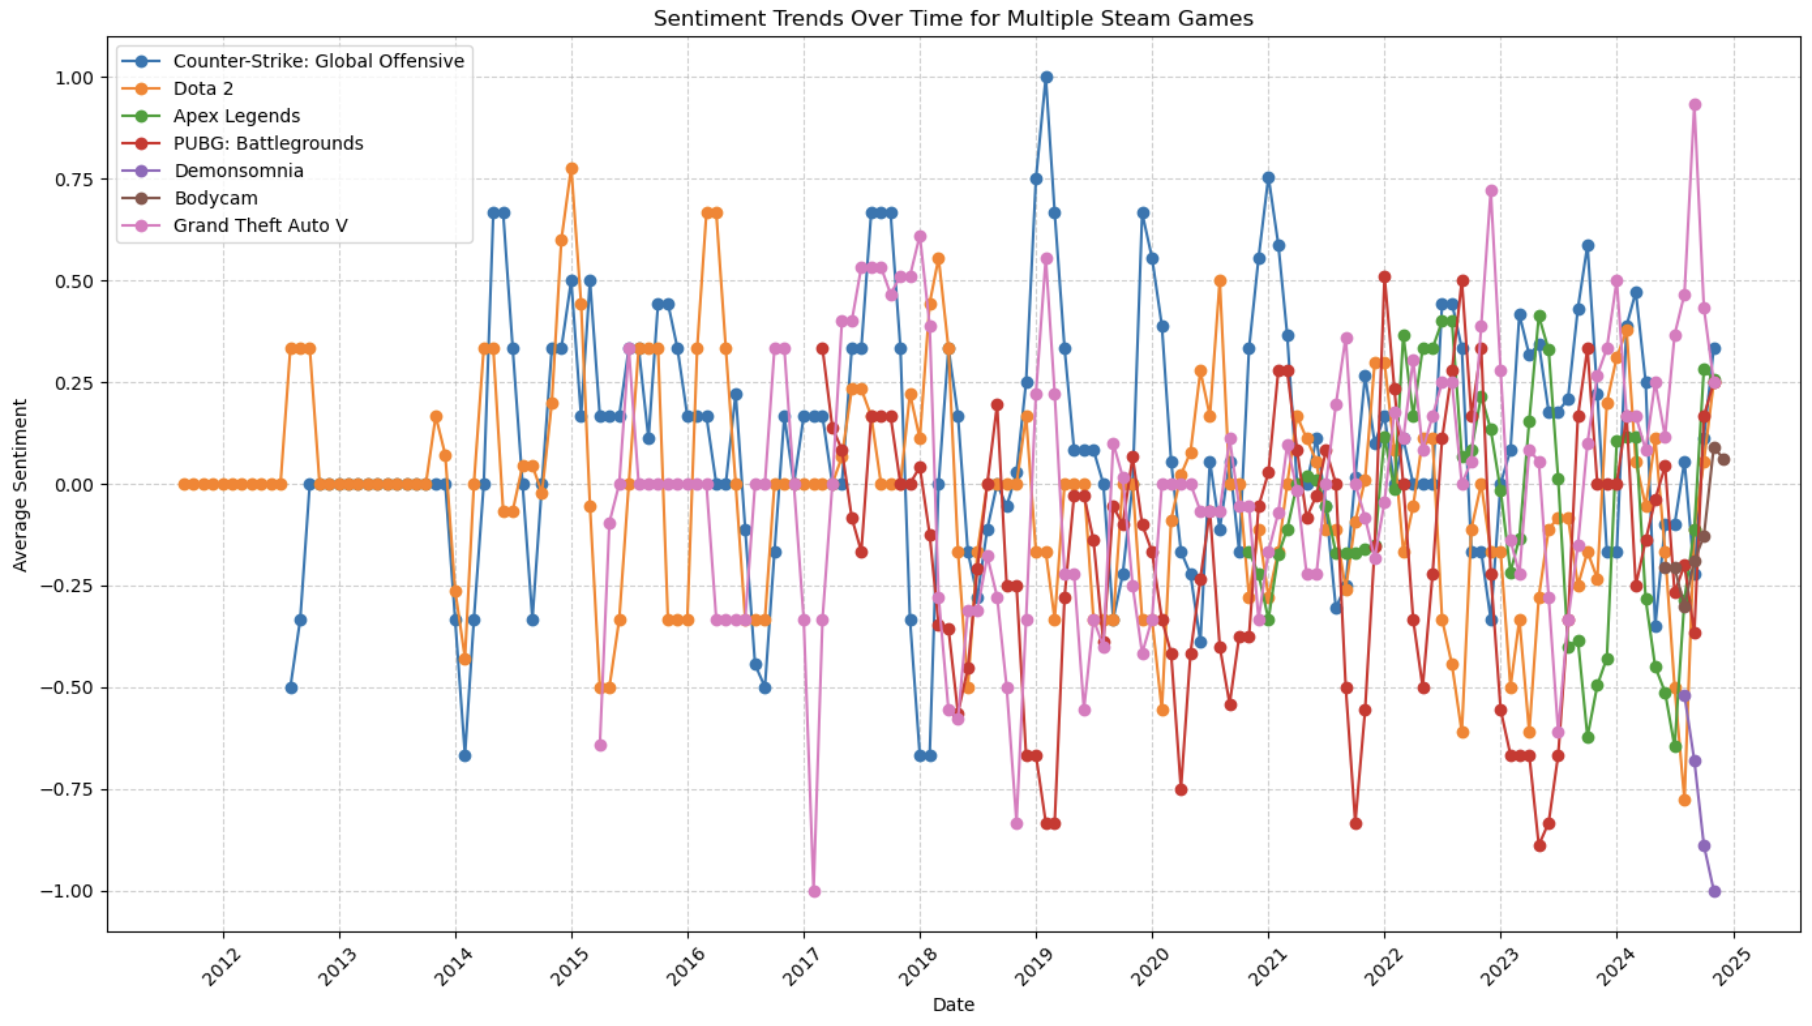 Sentiment Trends Over Time for Multiple Steam Games
Counter-Strike: Global Offensive
Dota 2
Apex Legends
PUBG: Battlegrounds
Demonsomnia
Bodycam
Grand Theft Auto V
1.00
0.75
0.50
0.25
0.00
−0.25
−0.50
−0.75
−1.00
Average Sentiment
2012
2013
2014
2015
2016
2017
2018
2019
2020
2021
2022
2023
2024
2025
Date